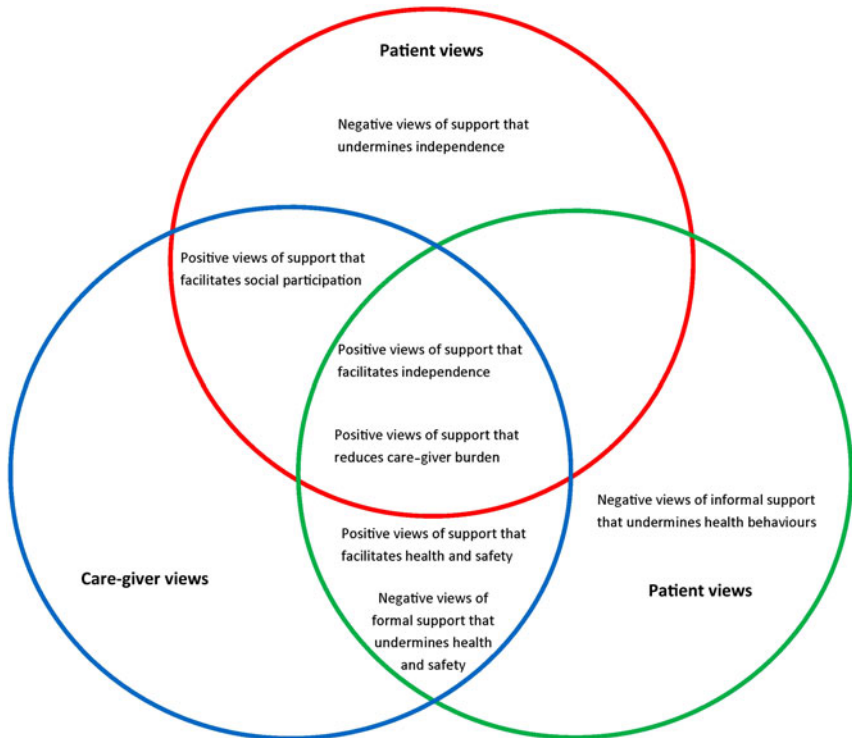 Patient views
Negative views of support that
undermines independence
Positive views of support that
facilitates social participation
Positive views of support that
facilitates independence
Positive views of support that
reduces care-giver burden
Negative views of informal support
that undermines health behaviours
Positive views of support that
facilitates health and safety
Care-giver views
Patient views
Negative views of
formal support that
undermines health
and safety